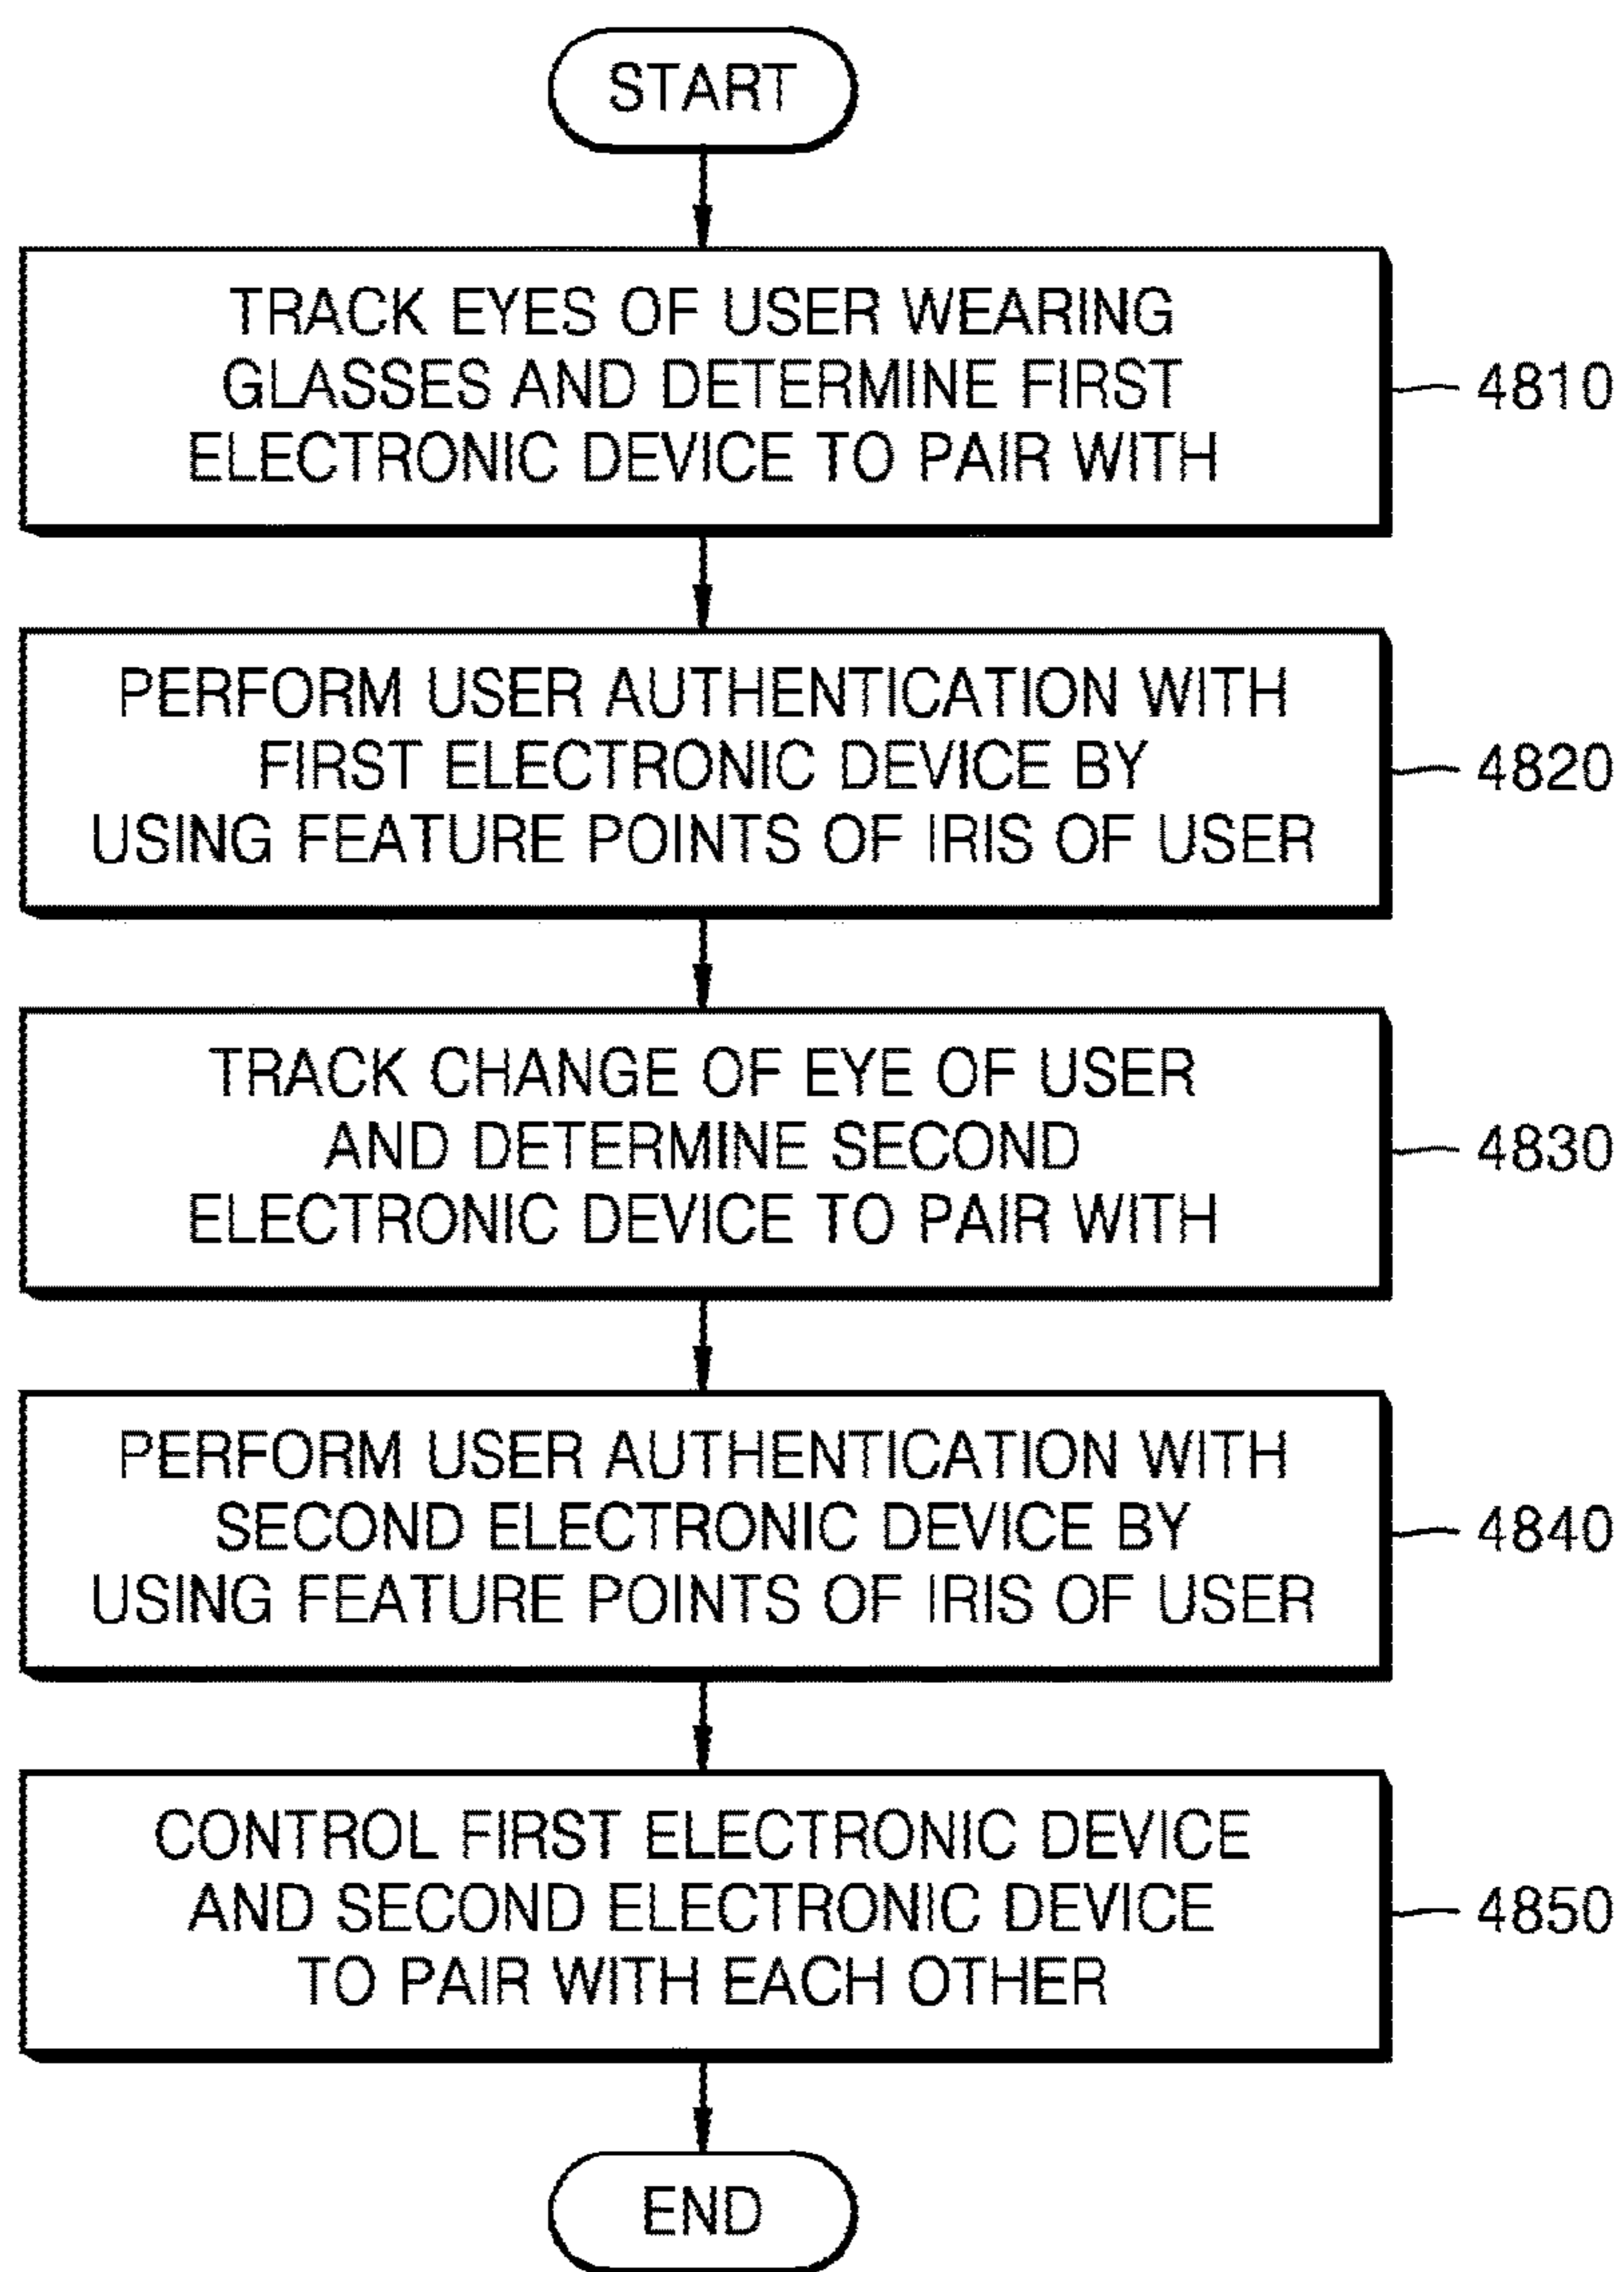 START
TRACK EYES OF USER WEARING
GLASSES AND DETERMINE FIRST
ELECTRONIC DEVICE TO PAIR WITH
4810
PERFORM USER AUTHENTICATION WITH
FIRST ELECTRONIC DEVICE BY
USING FEATURE POINTS OF IRIS OF USER
4820
TRACK CHANGE OF EYE OF USER
AND DETERMINE SECOND
ELECTRONIC DEVICE TO PAIR WITH
4830
PERFORM USER AUTHENTICATION WITH
SECOND ELECTRONIC DEVICE BY
USING FEATURE POINTS OF IRIS OF USER
4840
CONTROL FIRST ELECTRONIC DEVICE
AND SECOND ELECTRONIC DEVICE
TO PAIR WITH EACH OTHER
4850
END